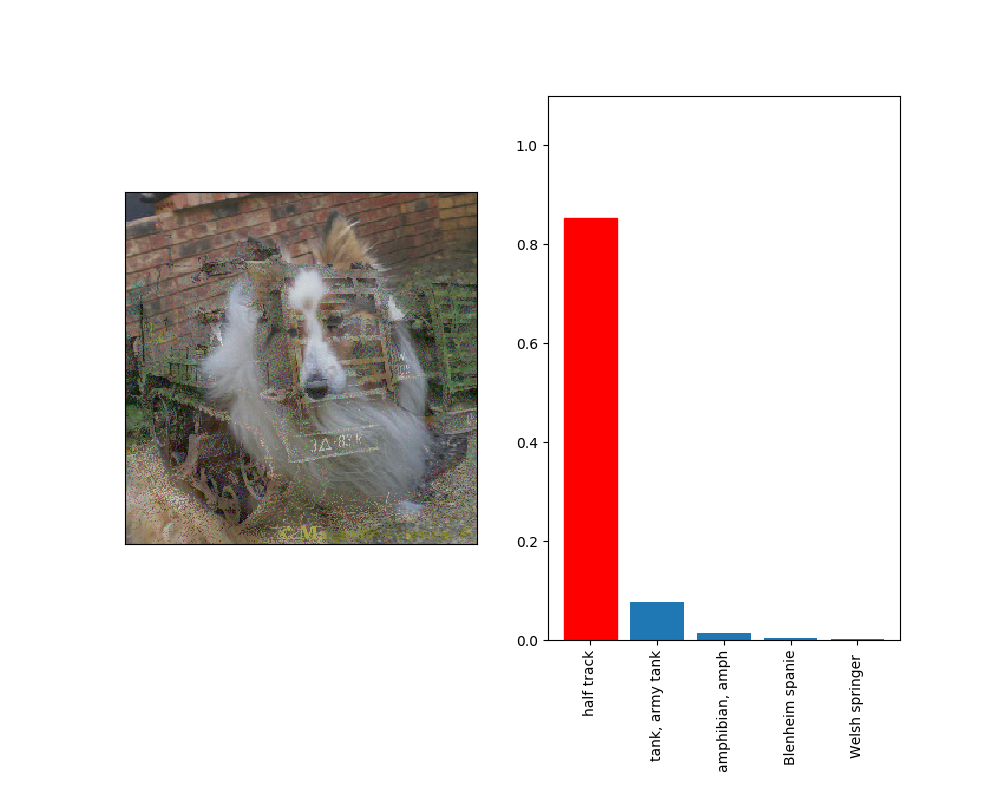 1.0
0.8
0.6
0.4
0.2
0.0
half track
tank, army tank
amphibian, amph
Blenheim spanie
Welsh springer